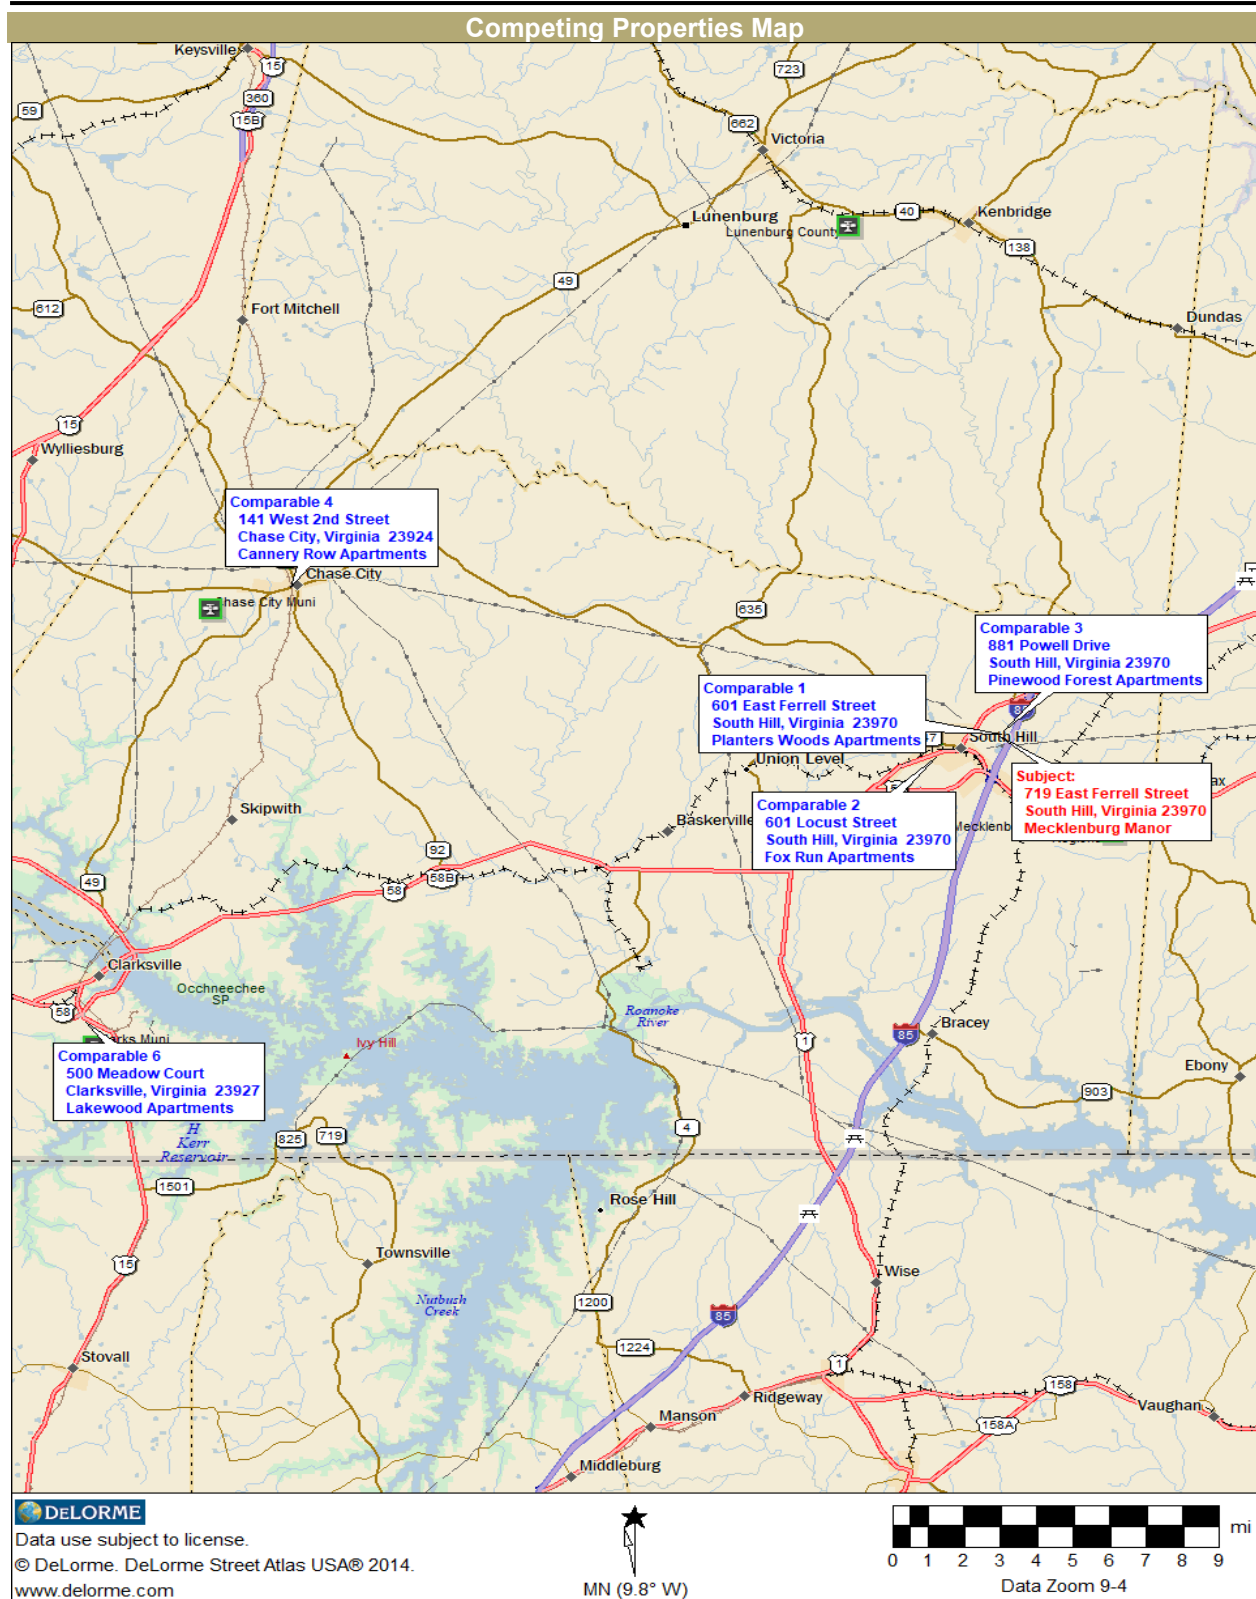 Competing Properties Map
Keysville
15
723
360
59
15B
662
Victoria
Lunenburg
Lunenburg County
40
Kenbridge
138
49
612
Fort Mitchell
Dundas
15
Wylliesburg
Comparable 4
141 West 2nd Street
Chase City, Virginia 23924
Cannery Row Apartments
Chase City
Chase City Muni
635
Comparable 3
881 Powell Drive
South Hill, Virginia 23970
Pinewood Forest Apartments
Comparable 1
601 East Ferrell Street
South Hill, Virginia 23970
Planters Woods Apartments
South Hill
Union Level
Subject:
719 East Ferrell Street
South Hill, Virginia 23970
Mecklenburg Manor
Comparable 2
601 Locust Street
South Hill, Virginia 23970
Fox Run Apartments
Skipwith
Baskerville
Mecklenb
92
49
58
58B
Clarksville
Occhneechee
SP
58
arks Muni
Roanoke
River
Ivy Hill
1
85
Bracey
Ebony
Comparable 6
500 Meadow Court
Clarksville, Virginia 23927
Lakewood Apartments
903
H
Kerr
Reservoir
825
719
4
1501
Rose Hill
15
Townsville
Wise
Nutbush
Creek
1200
85
1224
1
Stovall
158
Ridgeway
Vaughan
Manson
158A
Middleburg
DELORME
Data use subject to license.
© DeLorme. DeLorme Street Atlas USA® 2014.
www.delorme.com
MN (9.8° W)
mi
0 1 2 3 4 5 6 7 8 9
Data Zoom 9-4